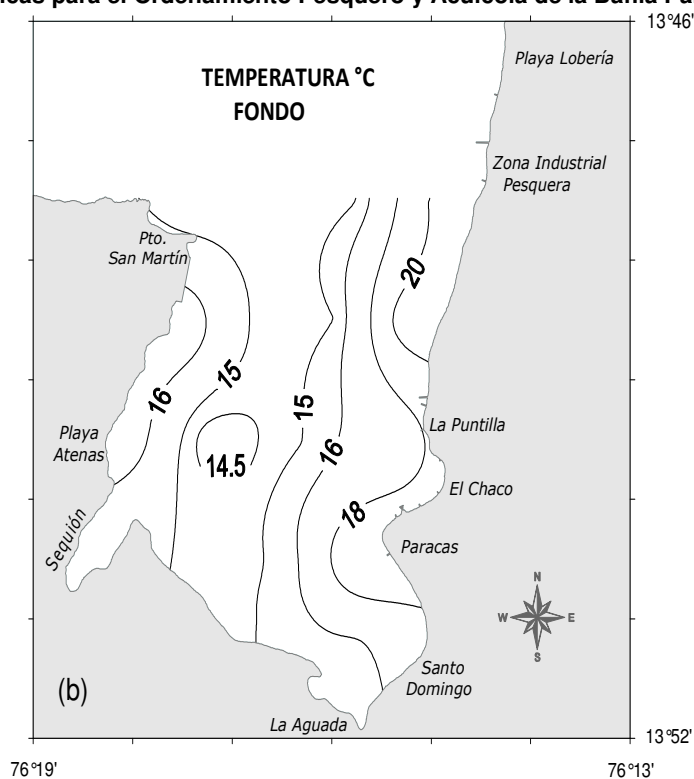 icas para el Ordenamiento Pesquero y Acuícola de la Bahía Pa
13°46'
Playa Lobería
TEMPERATURA °C
FONDO
Zona Industrial
Pesquera
Pto.
San Martín
20
15
16
15
La Puntilla
Playa
Atenas
16
14.5
El Chaco
18
Sequión
Paracas
N
W
E
S
Santo
Domingo
(b)
La Aguada
13°52'
76°19'
76°13'